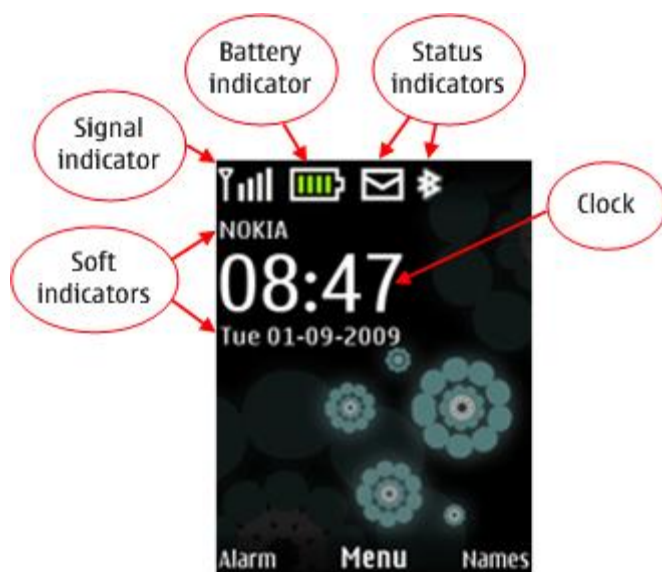 Battery
indicator
Status
indicators
Signal
indicator
Clock
NOKIA
08:47
Soft
indicators
Tue 01-09-2009
Alarm Menu Names